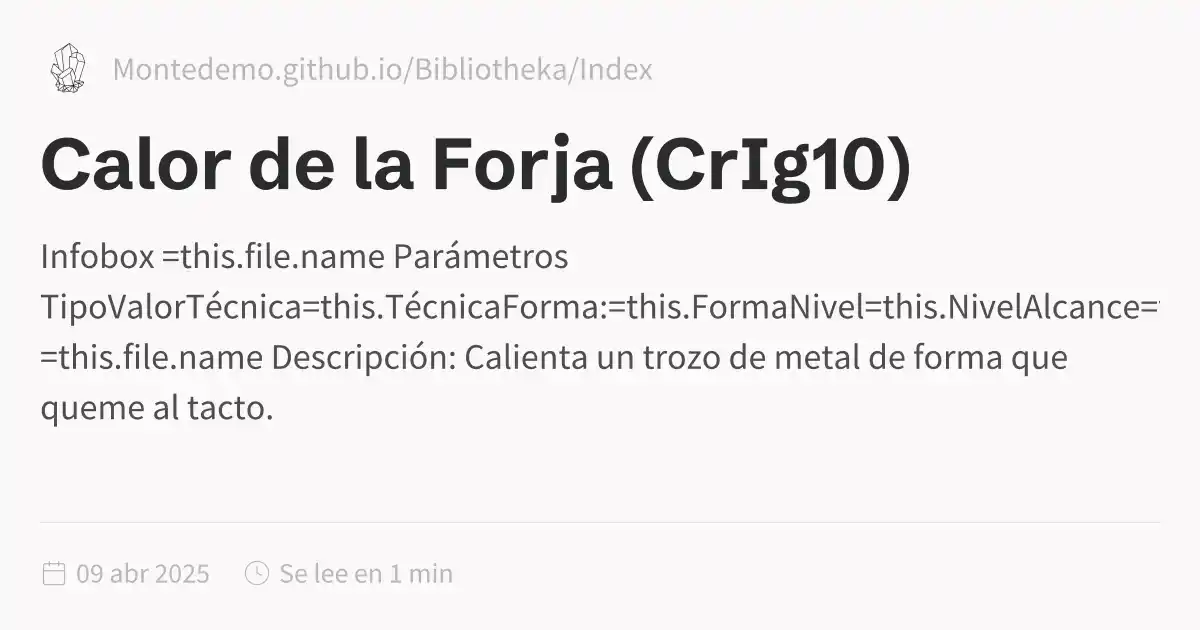 Montedemo.github.io/Bibliotheka/Index
Calor de la Forja (CrIg10)
Infobox =this.file.name Parámetros
TipoValorTécnica=this.TécnicaForma:=this.FormaNivel=this.NivelAlcance=
=this.file.name Descripción: Calienta un trozo de metal de forma que
queme al tacto.
09 abr 2025 Se lee en 1 min